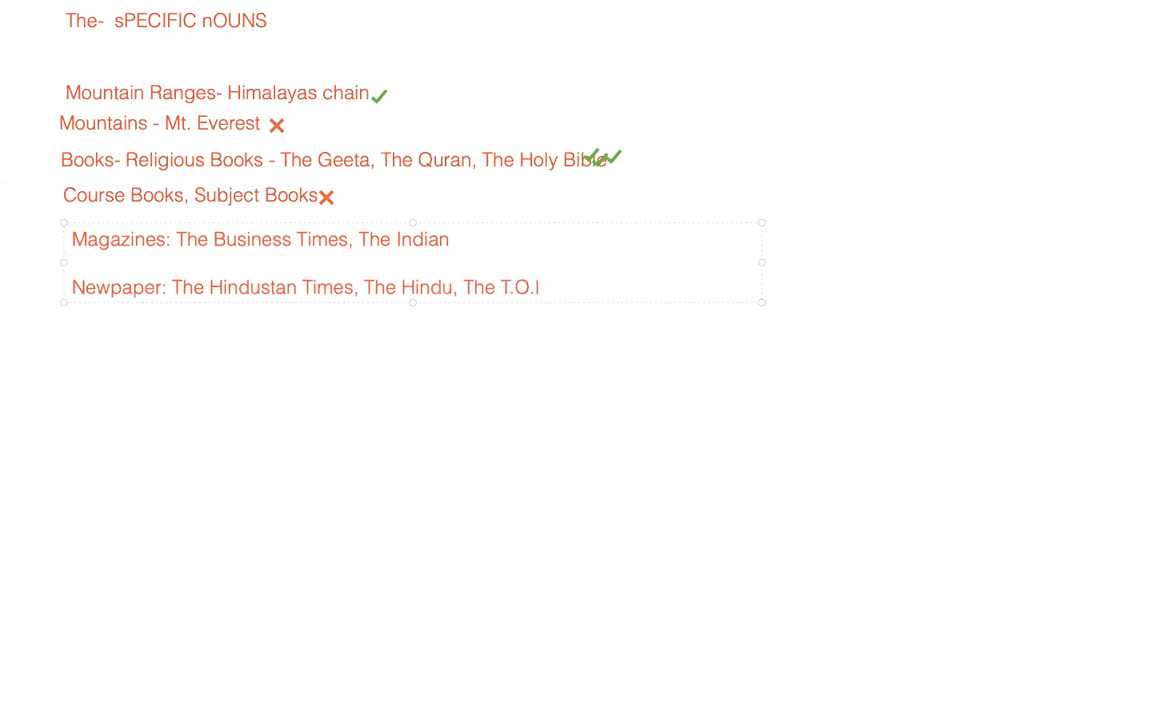 The- sPECIFIC nOUNS
Mountain Ranges- Himalayas chain
Mountains - Mt. Everest
Books- Religious Books - The Geeta, The Quran, The Holy Bible
Course Books, Subject Books
Magazines: The Business Times, The Indian
Newpaper: The Hindustan Times, The Hindu, The T.O.I